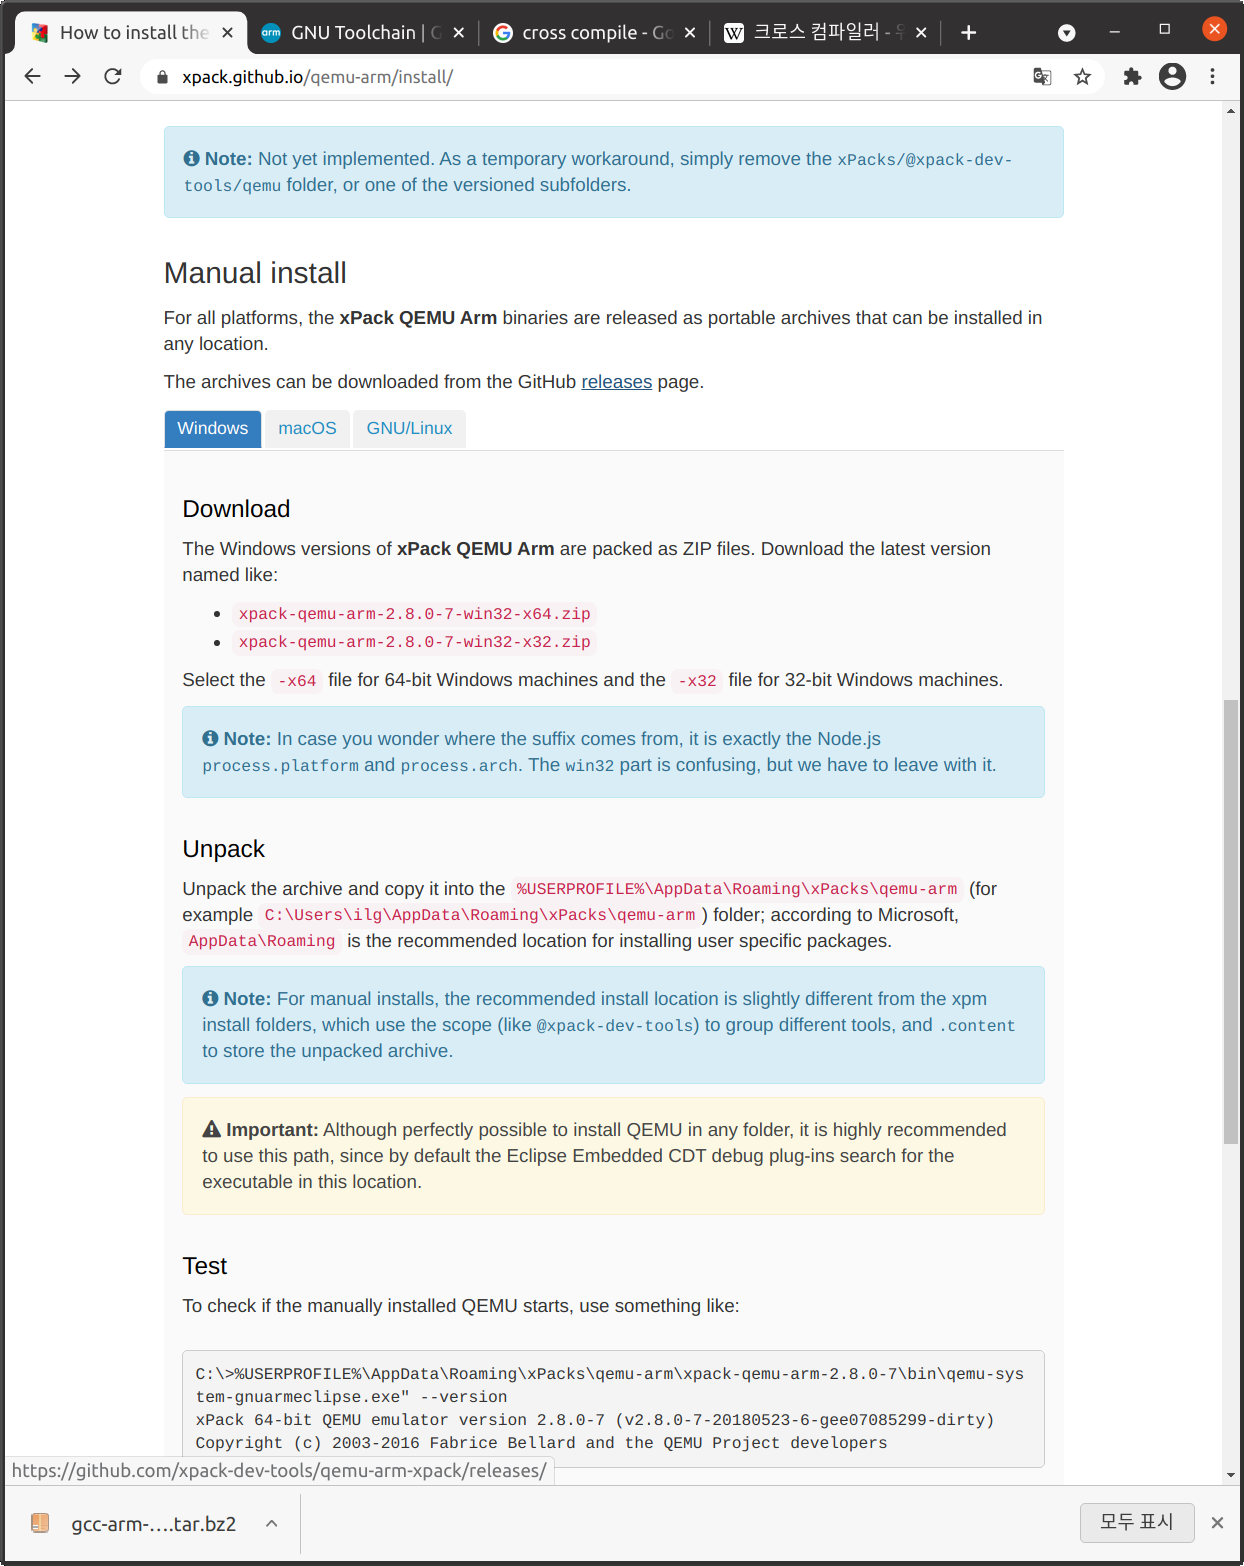 How to install the
GNU Toolchain | G
cross compile - Go
크로스 컴파일러 - 위
xpack.github.io/qemu-arm/install/
Note: Not yet implemented. As a temporary workaround, simply remove the xPacks/@xpack-dev-
tools/qemu folder, or one of the versioned subfolders.
Manual install
For all platforms, the xPack QEMU Arm binaries are released as portable archives that can be installed in
any location.
The archives can be downloaded from the GitHub releases page.
Windows macOS GNU/Linux
Download
The Windows versions of xPack QEMU Arm are packed as ZIP files. Download the latest version
named like:
• xpack-qemu-arm-2.8.0-7-win32-x64.zip
• xpack-qemu-arm-2.8.0-7-win32-x32.zip
Select the -x64 file for 64-bit Windows machines and the -x32 file for 32-bit Windows machines.
Note: In case you wonder where the suffix comes from, it is exactly the Node.js
process.platform and process.arch. The win32 part is confusing, but we have to leave with it.
Unpack
Unpack the archive and copy it into the %USERPROFILE%\AppData\Roaming\xPacks\qemu-arm (for
example C:\Users\ilg\AppData\Roaming\xPacks\qemu-arm ) folder; according to Microsoft,
AppData\Roaming is the recommended location for installing user specific packages.
Note: For manual installs, the recommended install location is slightly different from the xpm
install folders, which use the scope (like @xpack-dev-tools) to group different tools, and .content
to store the unpacked archive.
Important: Although perfectly possible to install QEMU in any folder, it is highly recommended
to use this path, since by default the Eclipse Embedded CDT debug plug-ins search for the
executable in this location.
Test
To check if the manually installed QEMU starts, use something like:
C:\>%USERPROFILE%\AppData\Roaming\xPacks\qemu-arm\xpack-qemu-arm-2.8.0-7\bin\qemu-sys
tem-gnuarmeclipse.exe" --version
xPack 64-bit QEMU emulator version 2.8.0-7 (v2.8.0-7-20180523-6-gee07085299-dirty)
Copyright (c) 2003-2016 Fabrice Bellard and the QEMU Project developers
https://github.com/xpack-dev-tools/qemu-arm-xpack/releases/
gcc-arm-....tar.bz2
모두 표시